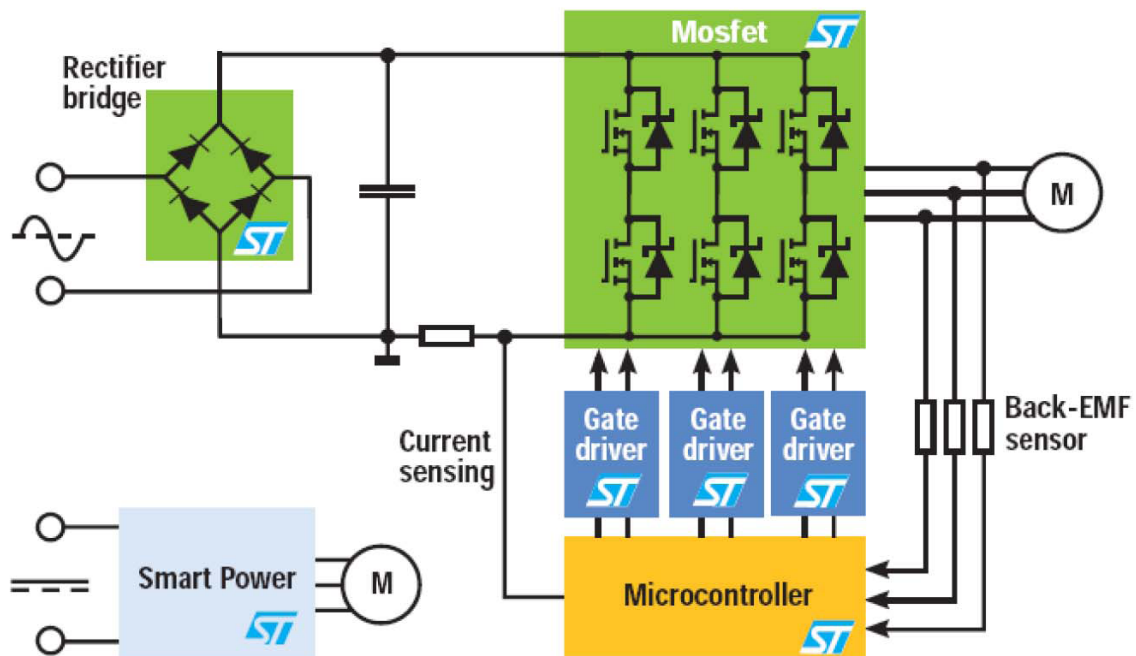 Mosfet
ST
Rectifier
bridge
ST
M
Gate
driver
ST
Gate
driver
ST
Gate
driver
ST
Back-EMF
sensor
Current
sensing
Smart Power
ST
M
Microcontroller
ST